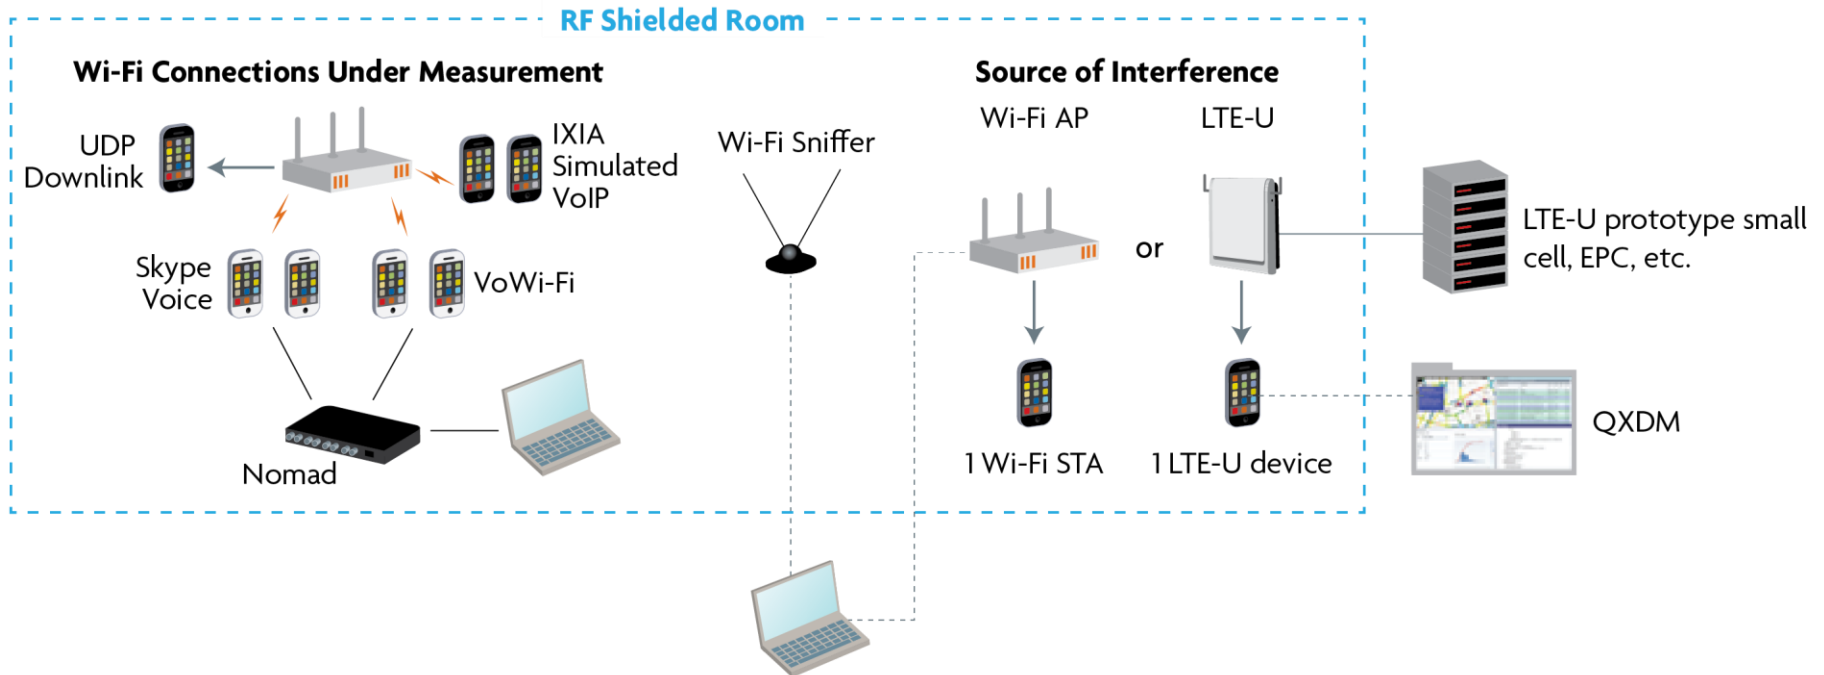 RF Shielded Room
Wi-Fi Connections Under Measurement
UDP
Downlink
IXIA
Simulated
VoIP
Skype
Voice
VoWi-Fi
Nomad
Wi-Fi Sniffer
Source of Interference
Wi-Fi AP
LTE-U
or
1 Wi-Fi STA
1 LTE-U device
LTE-U prototype small
cell, EPC, etc.
QXDM